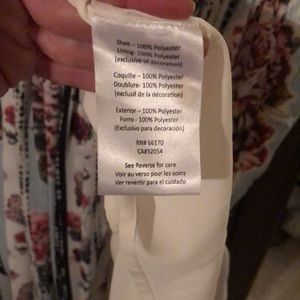 Shell – 100% Polyester
Lining- 100% Polyester
(exclusive of decoration)
Coquille – 100% Polyester
Doublure- 100% Polyester
(exclusif de la décoration)
Exterior – 100% Polyester
Forro - 100% Polyester
(Exclusivo para decoración)
RN# 66170
CA#32054
See Reverse for care
Voir au verso pour les soins
Ver revertir para el cuidado